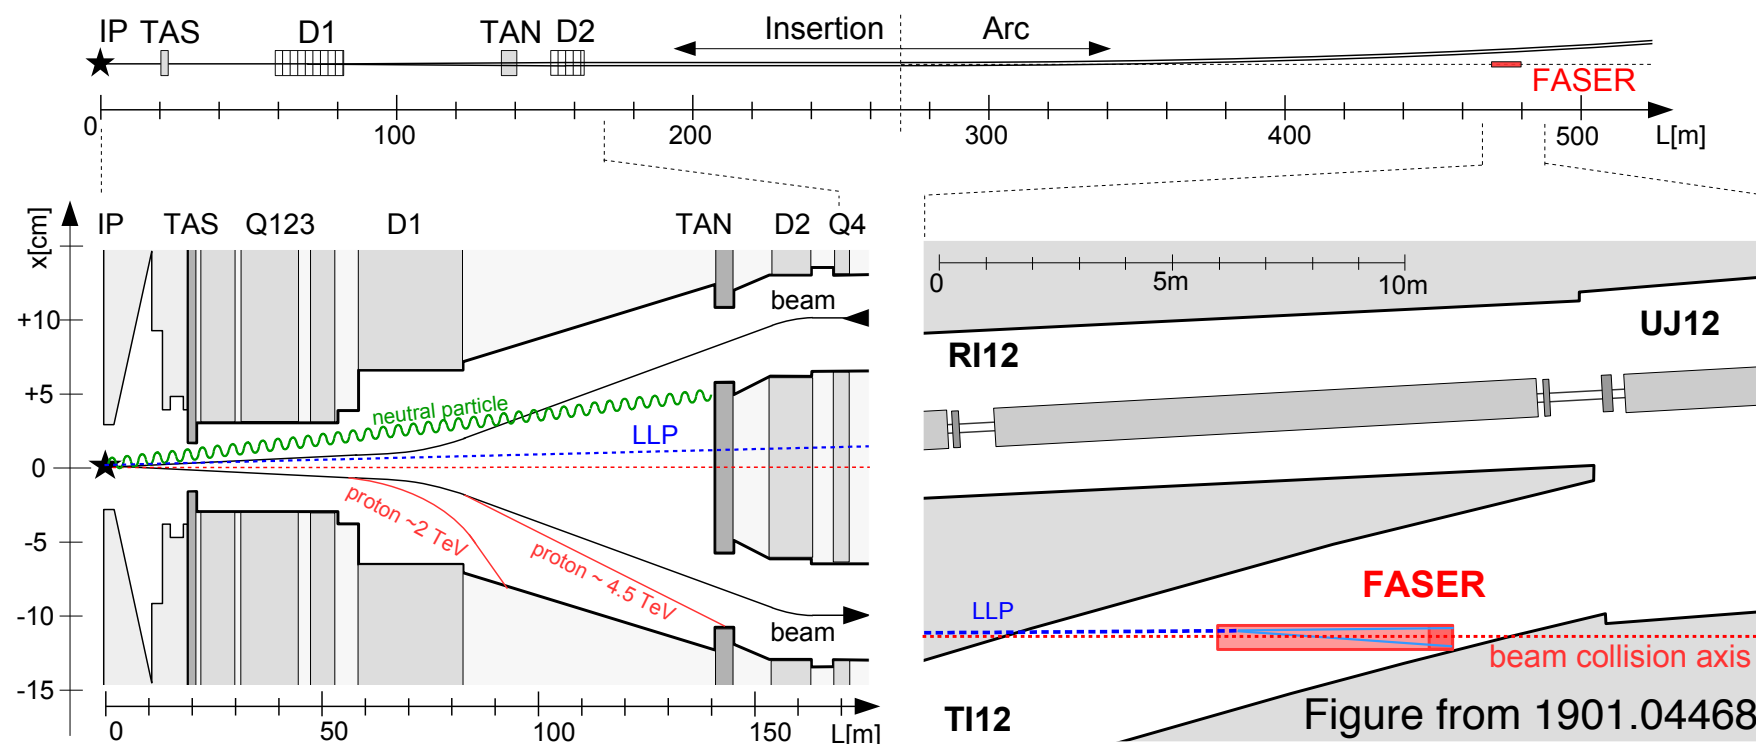 IP TAS D1 TAN D2 Insertion Arc
FASER
0 100 200 300 400 500 L[m]
IP TAS Q123 D1 TAN D2 Q4
x[cm]
+10
+5
0
-5
-10
-15
beam
neutral particle
LLP
proton ~2 TeV
proton ~ 4.5 TeV
beam
0 50 100 150 L[m]
0 5m 10m
UJ12
RI12
FASER
LLP
beam collision axis
TI12
Figure from 1901.04468